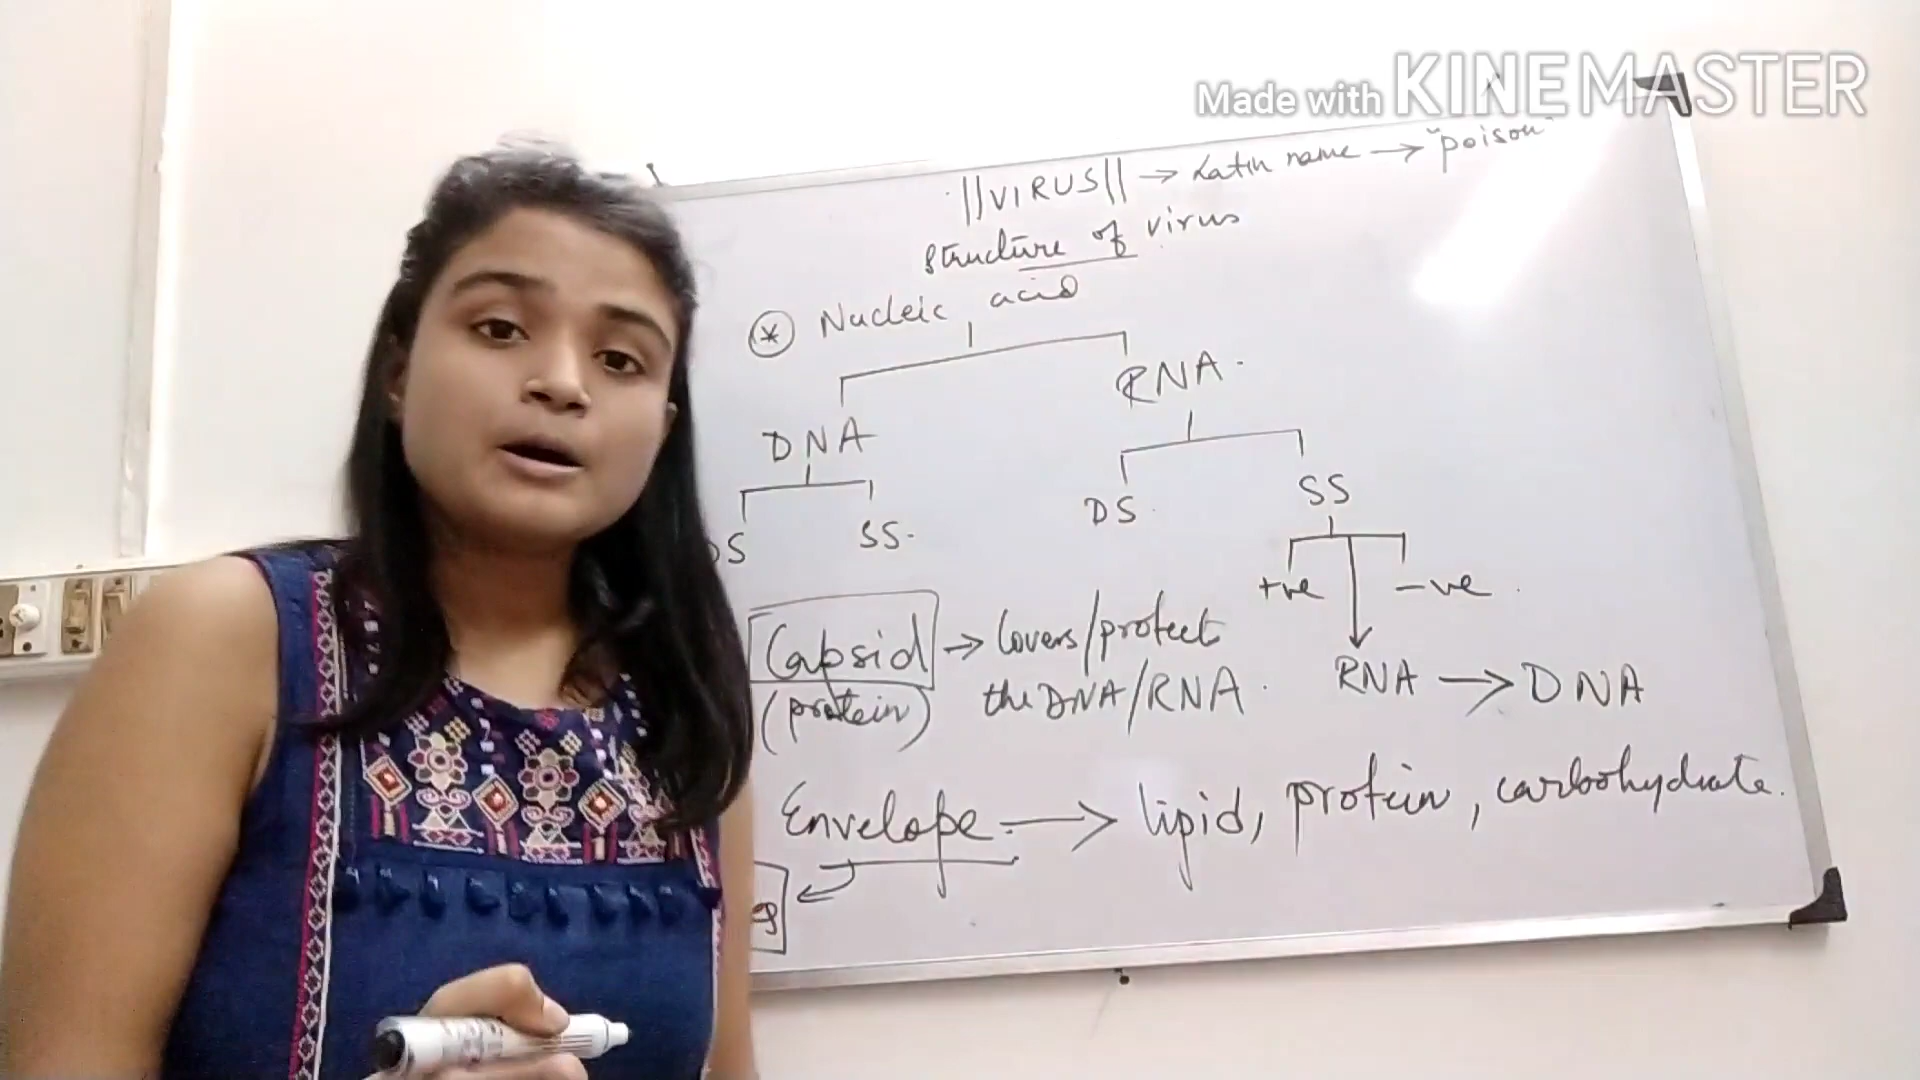 Made with KINEMASTER
||VIRUS|| → Latin name → "poison"
Structure of virus
* Nucleic acid
DNA RNA.
DS SS. DS SS
+ve -ve
RNA → DNA
Capsid → Covers/protects
(protein) the DNA/RNA.
Envelope → lipid, protein, carbohydrate.